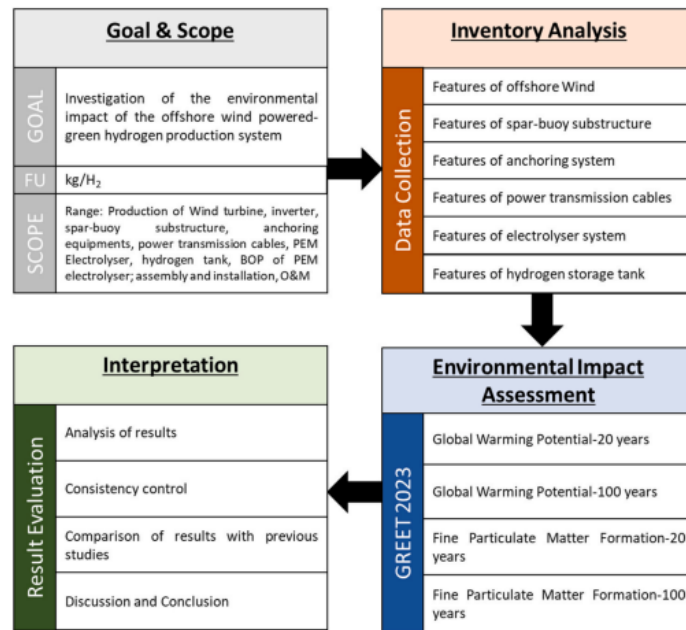 Goal & Scope
GOAL
Investigation of the environmental
impact of the offshore wind powered-
green hydrogen production system
FU
kg/H₂
SCOPE
Range: Production of Wind turbine, inverter,
spar-buoy substructure, anchoring
equipments, power transmission cables, PEM
Electrolyser, hydrogen tank, BOP of PEM
electrolyser; assembly and installation, O&M
Inventory Analysis
Data Collection
Features of offshore Wind
Features of spar-buoy substructure
Features of anchoring system
Features of power transmission cables
Features of electrolyser system
Features of hydrogen storage tank
Environmental Impact
Assessment
GREET 2023
Global Warming Potential-20 years
Global Warming Potential-100 years
Fine Particulate Matter Formation-20
years
Fine Particulate Matter Formation-100
years
Interpretation
Result Evaluation
Analysis of results
Consistency control
Comparison of results with previous
studies
Discussion and Conclusion